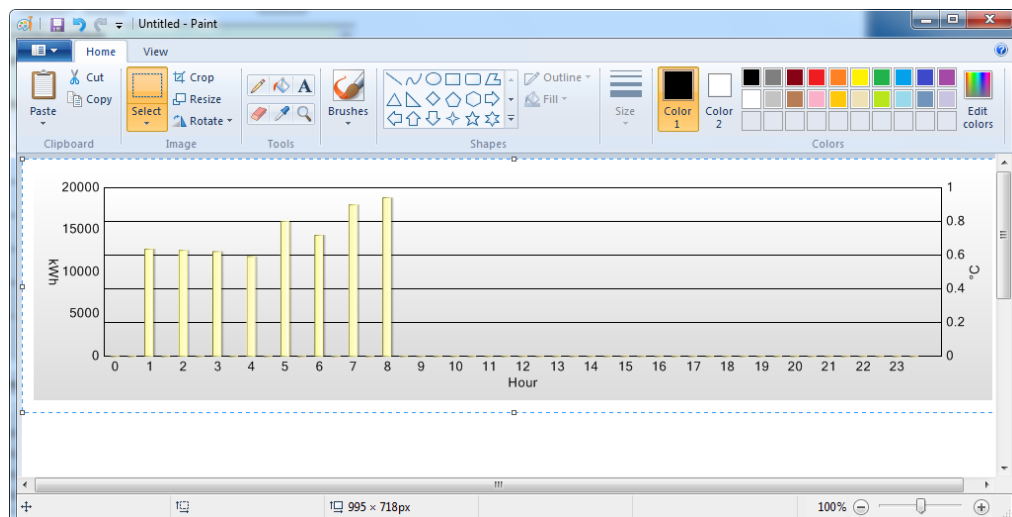 Untitled - Paint
Home View
Paste
Cut
Copy
Clipboard
Select
Crop
Resize
Rotate
Image
A
Tools
Brushes
Outline
Fill
Shapes
Size
Color 1
Color 2
Edit colors
Colors
20000
15000
10000
5000
0
kWh
1
0.8
0.6
0.4
0.2
0
°C
0 1 2 3 4 5 6 7 8 9 10 11 12 13 14 15 16 17 18 19 20 21 22 23
Hour
995 × 718px
100%